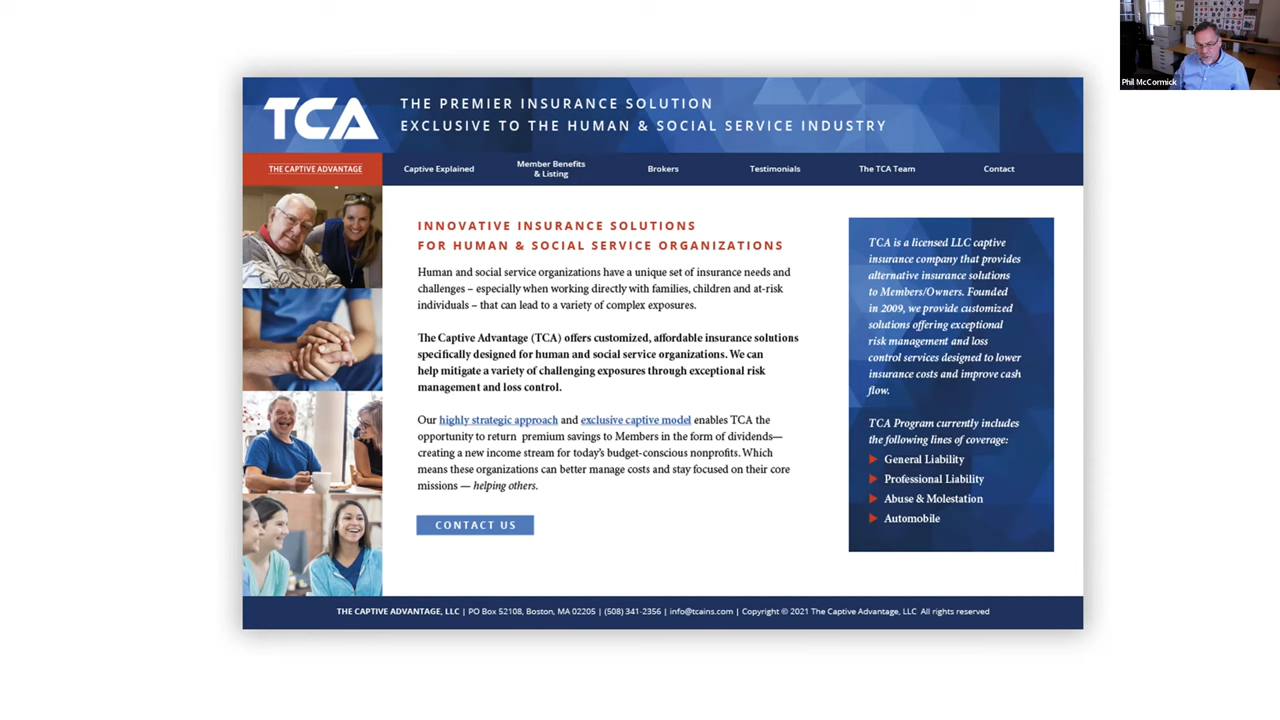 Phil McCormick
TCA
THE PREMIER INSURANCE SOLUTION
EXCLUSIVE TO THE HUMAN & SOCIAL SERVICE INDUSTRY
THE CAPTIVE ADVANTAGE
Captive Explained
Member Benefits
& Listing
Brokers
Testimonials
The TCA Team
Contact
INNOVATIVE INSURANCE SOLUTIONS
FOR HUMAN & SOCIAL SERVICE ORGANIZATIONS
Human and social service organizations have a unique set of insurance needs and
challenges – especially when working directly with families, children and at-risk
individuals – that can lead to a variety of complex exposures.
The Captive Advantage (TCA) offers customized, affordable insurance solutions
specifically designed for human and social service organizations. We can
help mitigate a variety of challenging exposures through exceptional risk
management and loss control.
Our highly strategic approach and exclusive captive model enables TCA the
opportunity to return premium savings to Members in the form of dividends—
creating a new income stream for today's budget-conscious nonprofits. Which
means these organizations can better manage costs and stay focused on their core
missions — helping others.
CONTACT US
TCA is a licensed LLC captive
insurance company that provides
alternative insurance solutions
to Members/Owners. Founded
in 2009, we provide customized
solutions offering exceptional
risk management and loss
control services designed to lower
insurance costs and improve cash
flow.
TCA Program currently includes
the following lines of coverage:
General Liability
Professional Liability
Abuse & Molestation
Automobile
THE CAPTIVE ADVANTAGE, LLC | PO Box 52108, Boston, MA 02205 | (508) 341-2356 | info@tcains.com | Copyright © 2021 The Captive Advantage, LLC All rights reserved